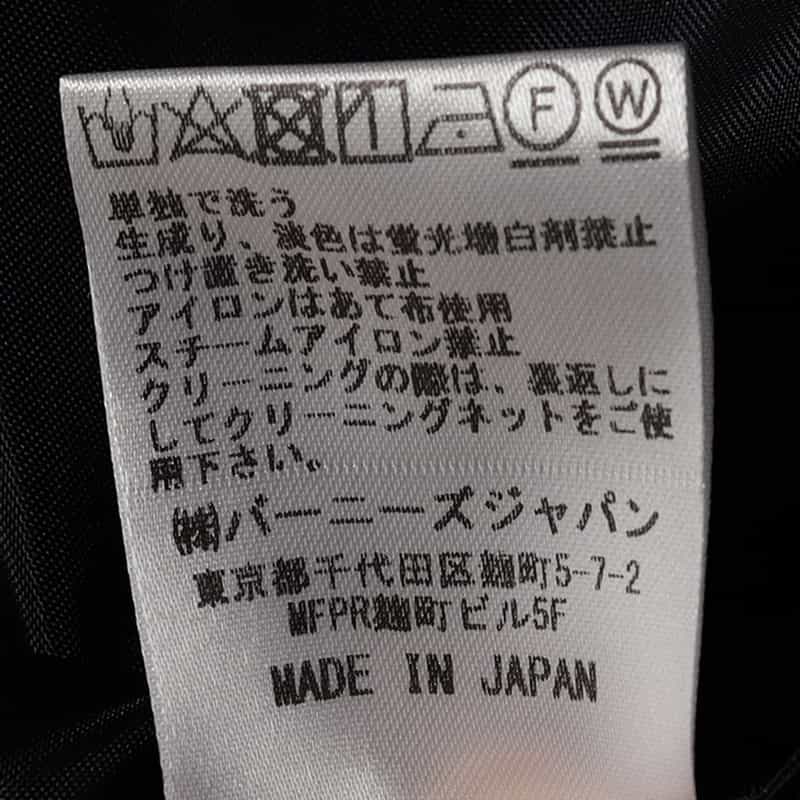 F W
単独で洗う
生成り、淡色は蛍光増白剤禁止
つけ置き洗い禁止
アイロンはあて布使用
スチームアイロン禁止
クリーニングの際は、裏返しに
してクリーニングネットをご使
用下さい。
㈱バーニーズジャパン
東京都千代田区麹町5-7-2
MFPR麹町ビル5F
MADE IN JAPAN